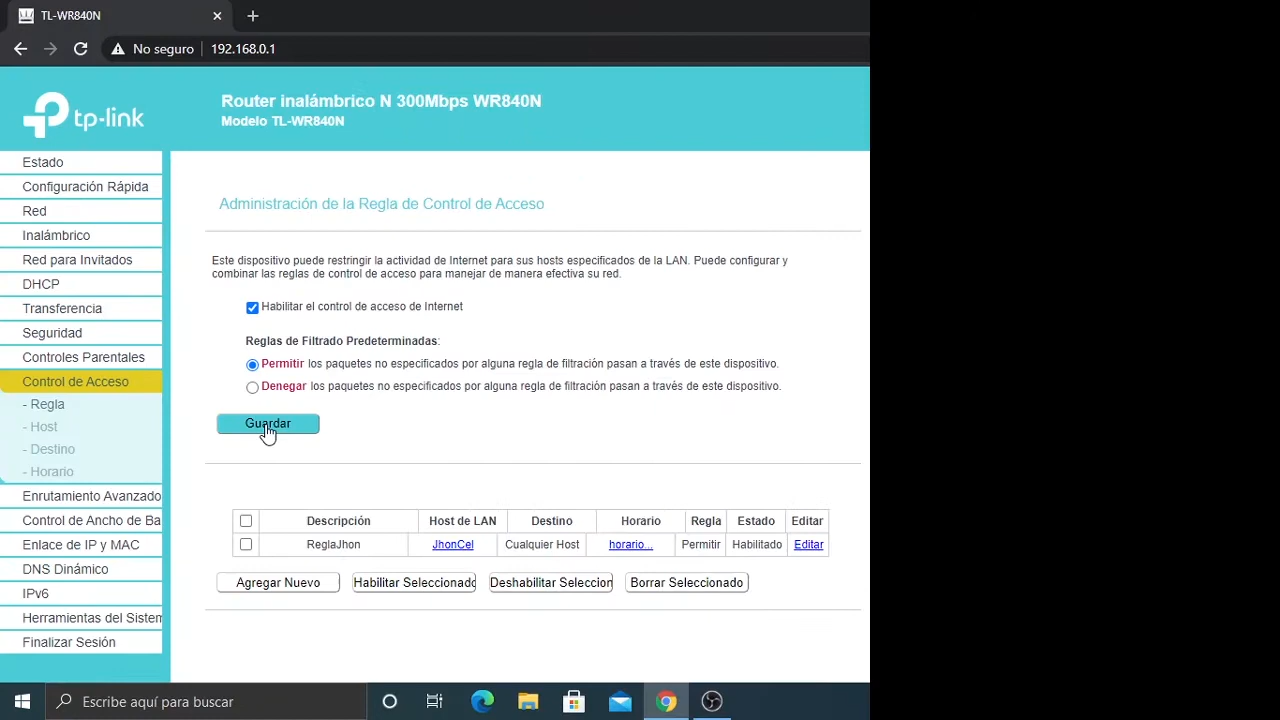 TL-WR840N
No seguro
192.168.0.1
tp-link
Router inalámbrico N 300Mbps WR840N
Modelo TL-WR840N
Estado
Configuración Rápida
Red
Inalámbrico
Red para Invitados
DHCP
Transferencia
Seguridad
Controles Parentales
Control de Acceso
- Regla
- Host
- Destino
- Horario
Enrutamiento Avanzado
Control de Ancho de Ba
Enlace de IP y MAC
DNS Dinámico
IPv6
Herramientas del Sistem
Finalizar Sesión
Administración de la Regla de Control de Acceso
Este dispositivo puede restringir la actividad de Internet para sus hosts especificados de la LAN. Puede configurar y
combinar las reglas de control de acceso para manejar de manera efectiva su red.
Habilitar el control de acceso de Internet
Reglas de Filtrado Predeterminadas:
Permitir los paquetes no especificados por alguna regla de filtración pasan a través de este dispositivo.
Denegar los paquetes no especificados por alguna regla de filtración pasan a través de este dispositivo.
Guardar
Descripción Host de LAN Destino Horario Regla Estado Editar
ReglaJhon JhonCel Cualquier Host horario... Permitir Habilitado Editar
Agregar Nuevo Habilitar Seleccionado Deshabilitar Seleccion Borrar Seleccionado
Escribe aquí para buscar